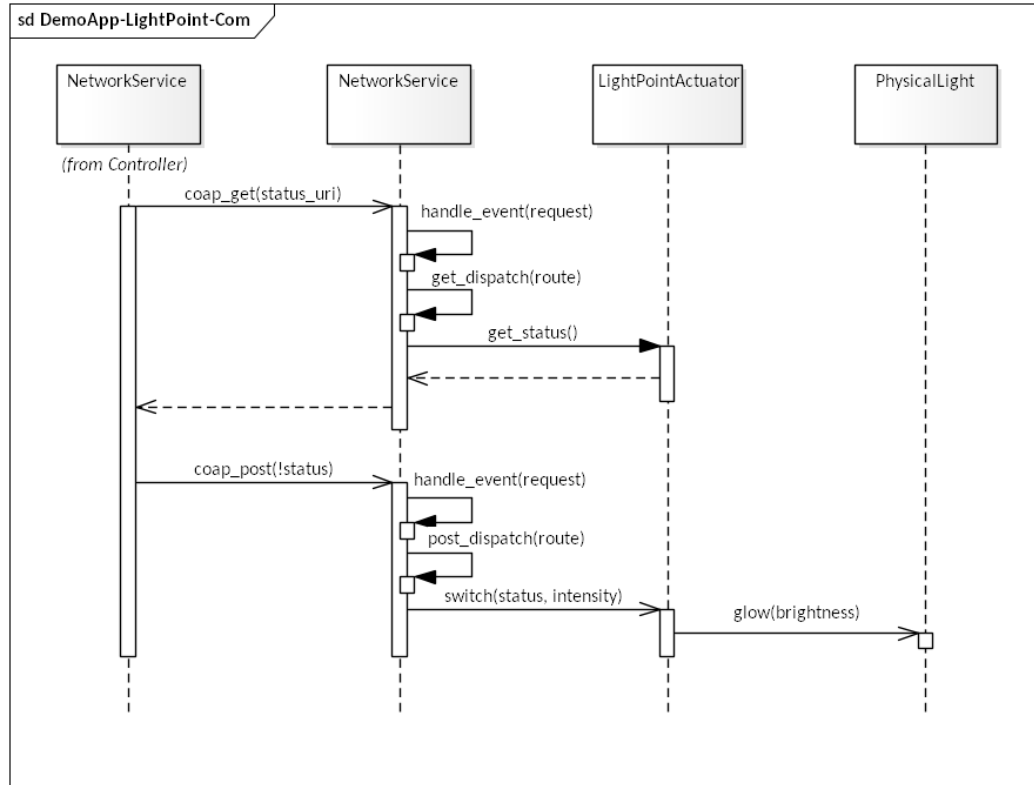 sd DemoApp-LightPoint-Com
NetworkService
NetworkService
LightPointActuator
PhysicalLight
(from Controller)
coap_get(status_uri)
handle_event(request)
get_dispatch(route)
get_status()
coap_post(!status)
handle_event(request)
post_dispatch(route)
switch(status, intensity)
glow(brightness)